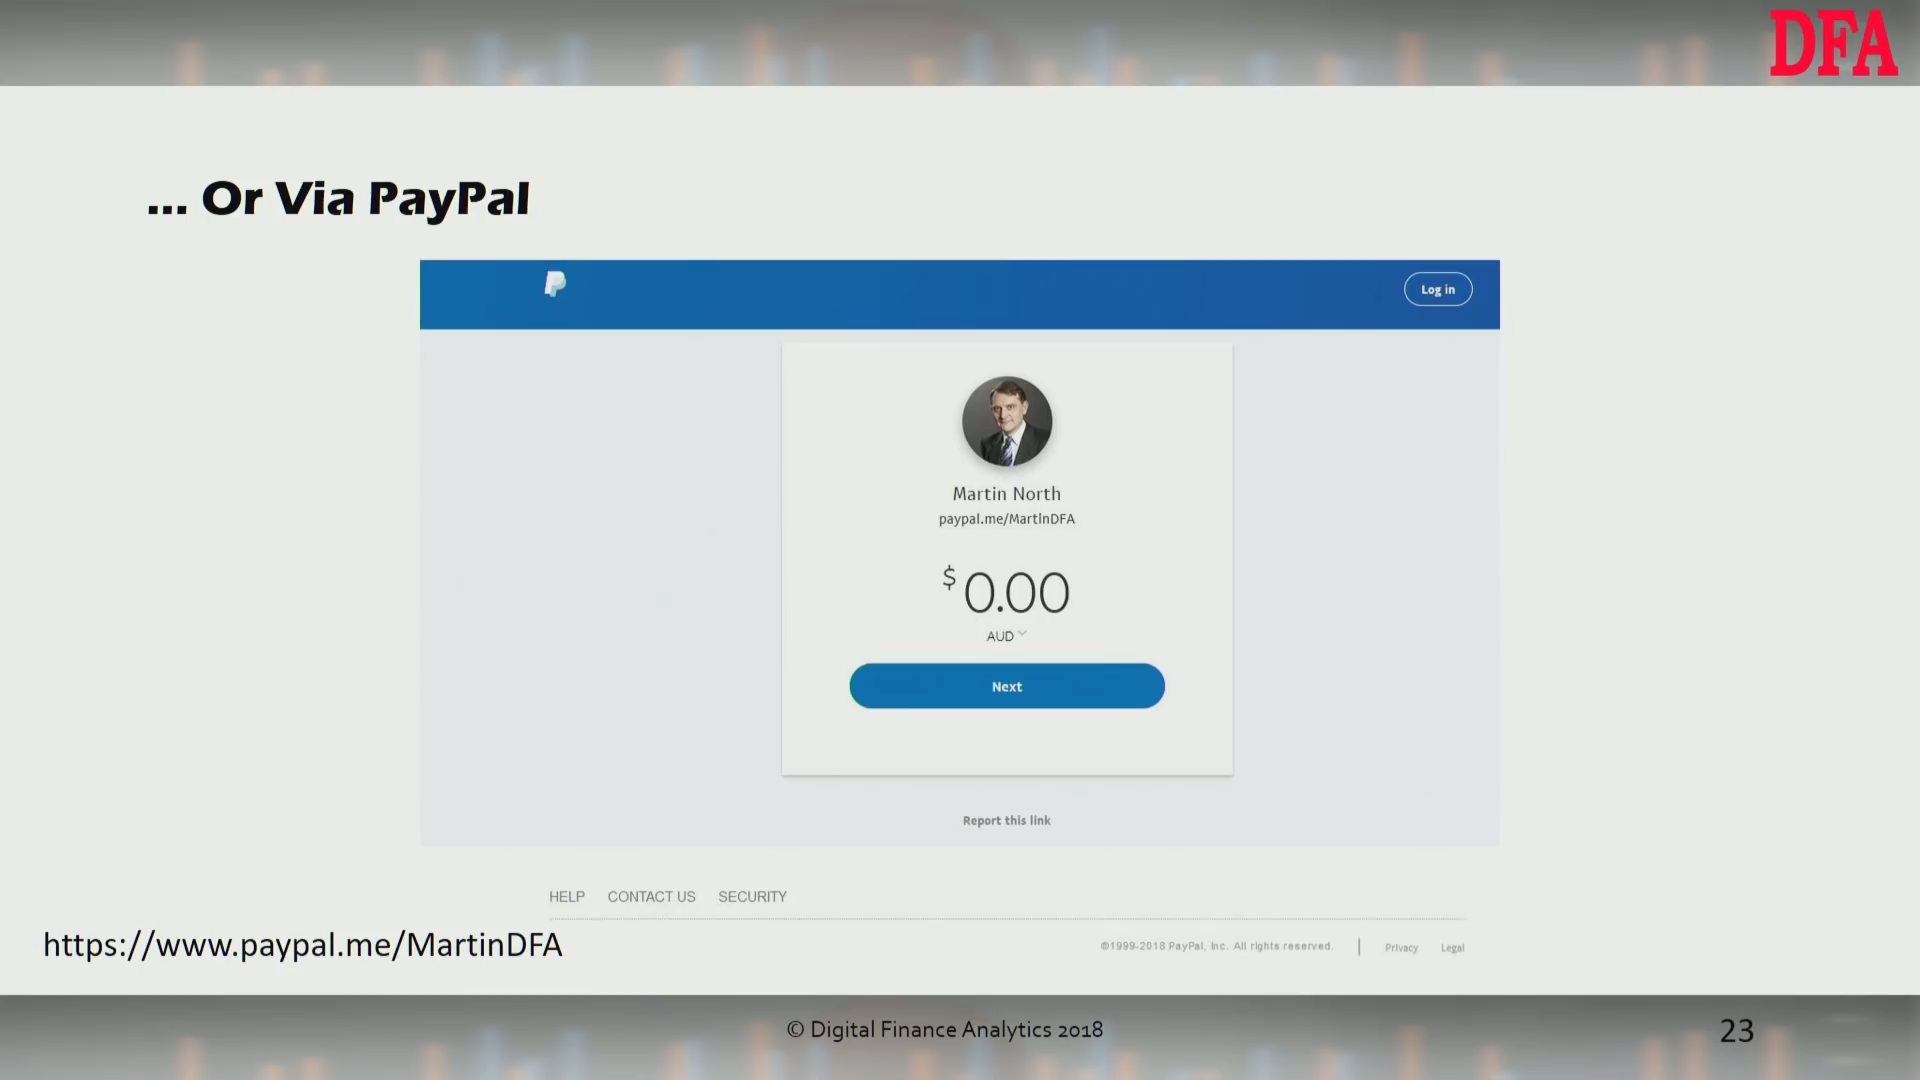 DFA
... Or Via PayPal
Log in
Martin North
paypal.me/MartinDFA
$0.00
AUD
Next
Report this link
HELP CONTACT US SECURITY
https://www.paypal.me/MartinDFA
©1999-2018 PayPal, Inc. All rights reserved. | Privacy Legal
© Digital Finance Analytics 2018
23